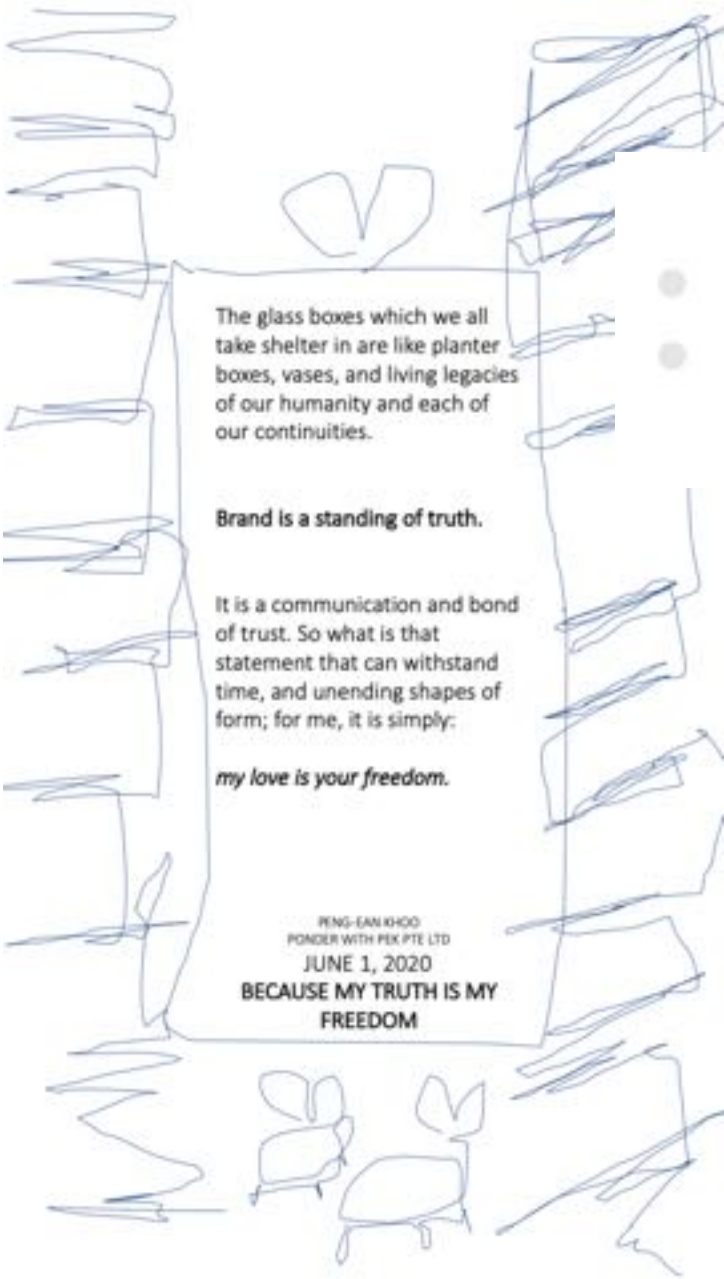 The glass boxes which we all
take shelter in are like planter
boxes, vases, and living legacies
of our humanity and each of
our continuities.
Brand is a standing of truth.
It is a communication and bond
of trust. So what is that
statement that can withstand
time, and unending shapes of
form; for me, it is simply:
my love is your freedom.
PENG-EAN KHOO
PONDER WITH PEK PTE LTD
JUNE 1, 2020
BECAUSE MY TRUTH IS MY
FREEDOM